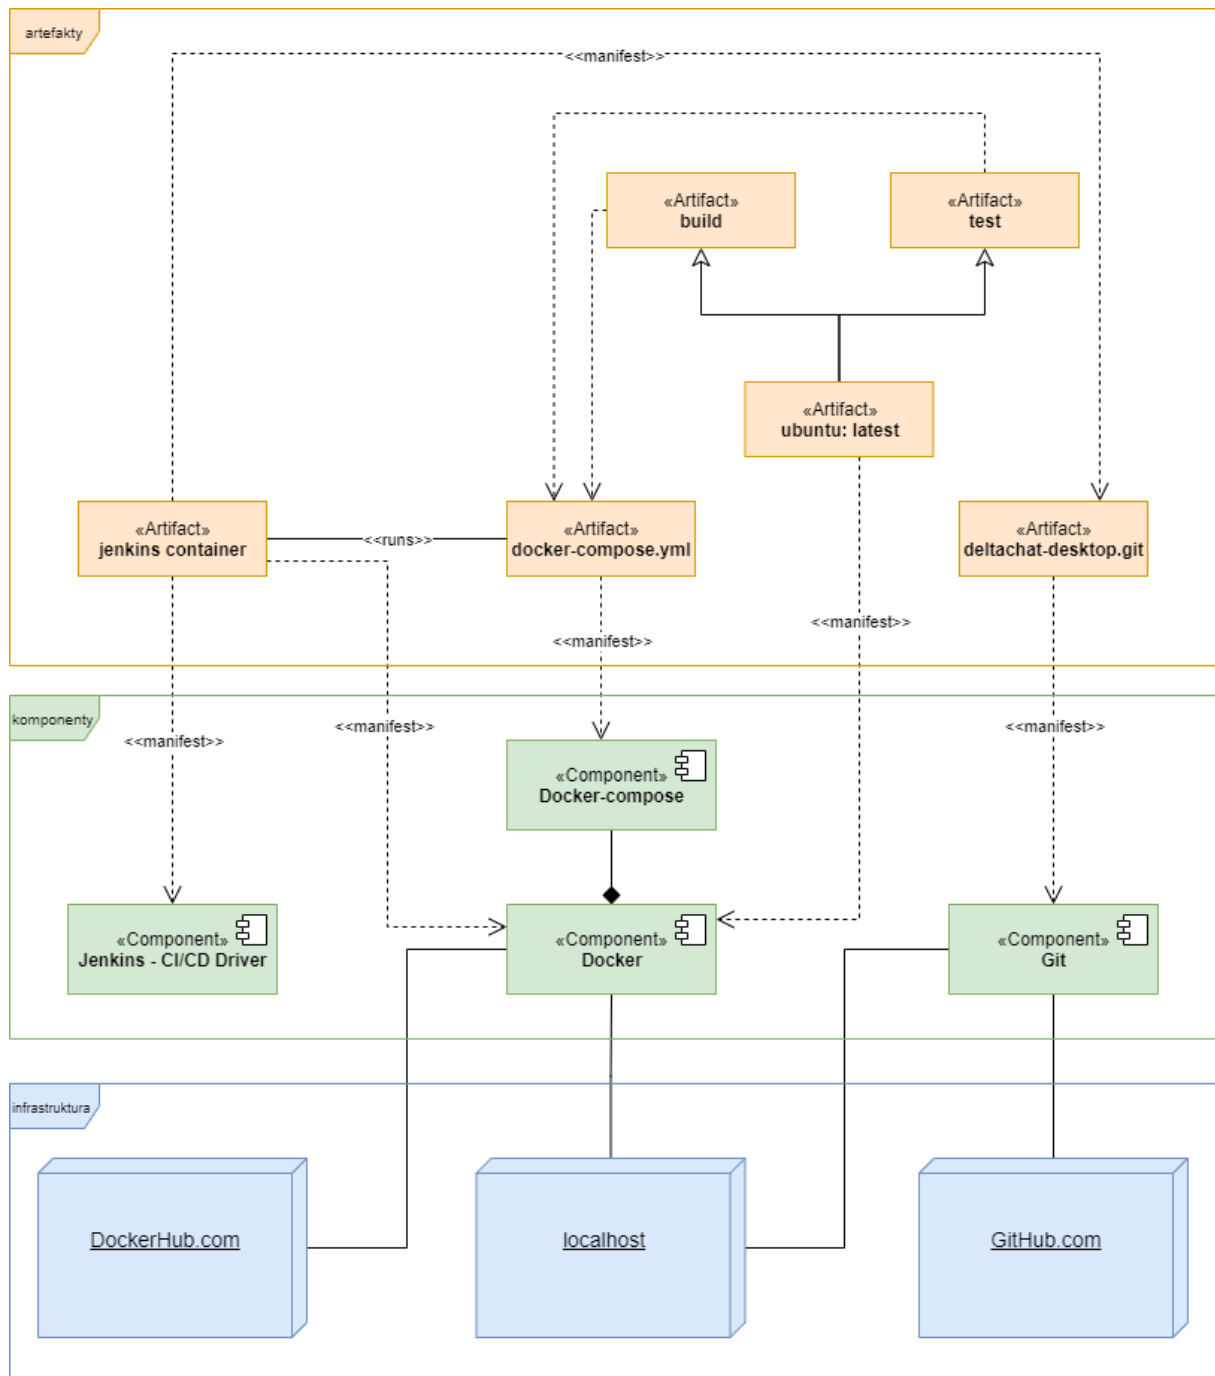 artefakty
<<manifest>>
«Artifact»
build
«Artifact»
test
«Artifact»
ubuntu: latest
«Artifact»
jenkins container
<<runs>>
«Artifact»
docker-compose.yml
«Artifact»
deltachat-desktop.git
<<manifest>>
<<manifest>>
komponenty
<<manifest>>
<<manifest>>
<<manifest>>
«Component»
Docker-compose
«Component»
Jenkins - CI/CD Driver
«Component»
Docker
«Component»
Git
infrastruktura
DockerHub.com
localhost
GitHub.com